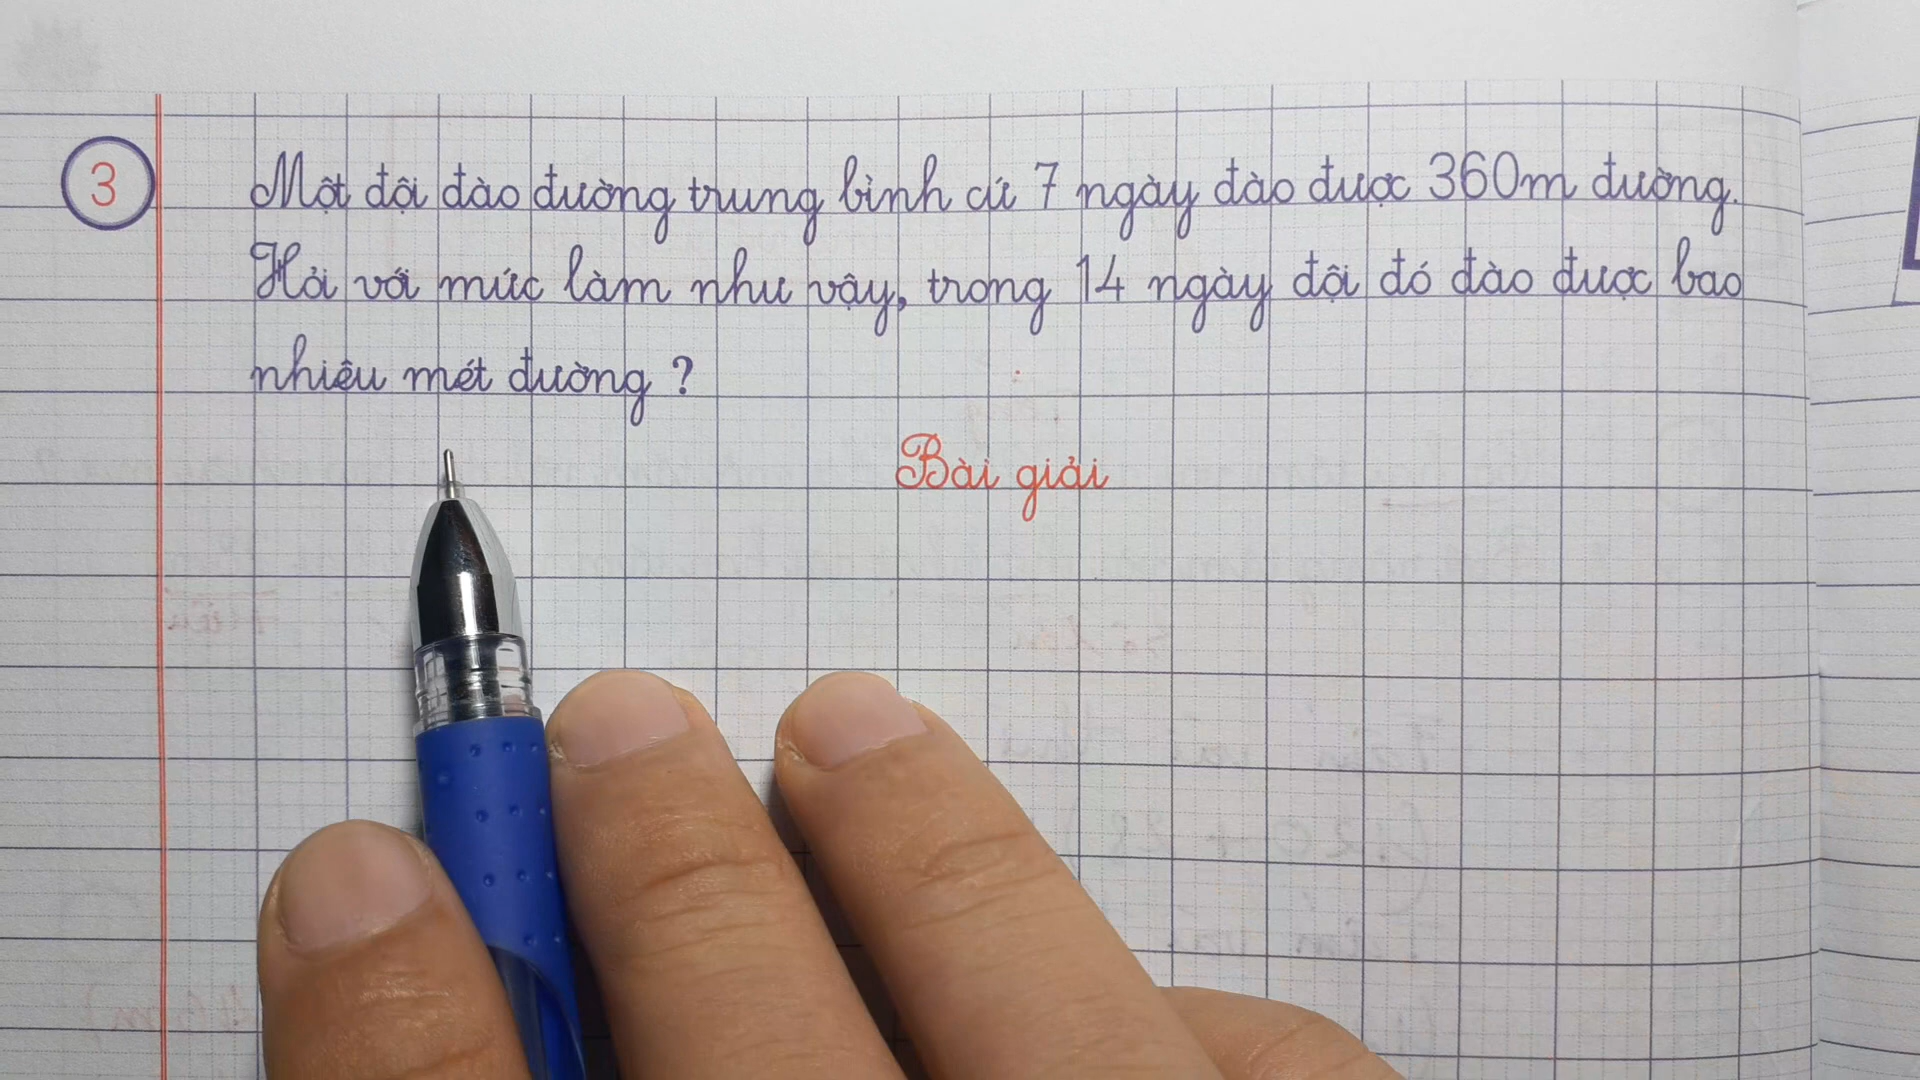 3
Một đội đào đường trung bình cứ 7 ngày đào được 360m đường.
Hỏi với mức làm như vậy, trong 14 ngày đội đó đào được bao
nhiêu mét đường ?
Bài giải